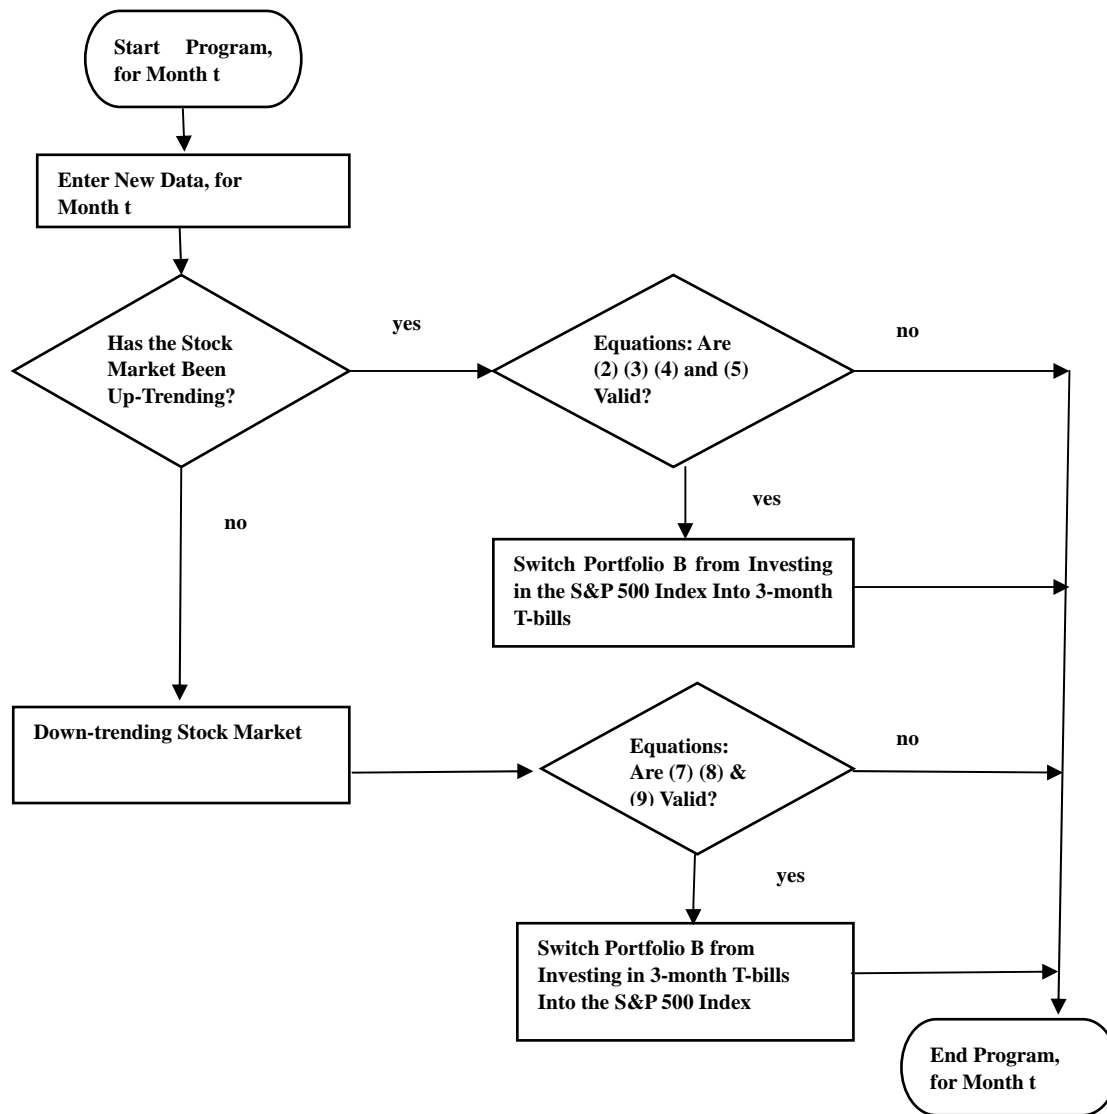 Start Program,
for Month t
Enter New Data, for
Month t
Has the Stock
Market Been
Up-Trending?
yes
Equations: Are
(2) (3) (4) and (5)
Valid?
no
yes
no
Switch Portfolio B from Investing
in the S&P 500 Index Into 3-month
T-bills
Down-trending Stock Market
Equations:
Are (7) (8) &
(9) Valid?
no
yes
Switch Portfolio B from
Investing in 3-month T-bills
Into the S&P 500 Index
End Program,
for Month t